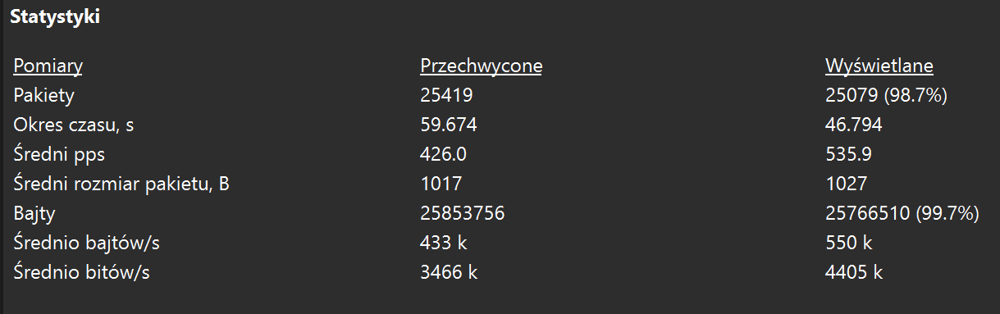 Statystyki
Pomiary Przechwycone Wyświetlane
Pakiety 25419 25079 (98.7%)
Okres czasu, s 59.674 46.794
Średni pps 426.0 535.9
Średni rozmiar pakietu, B 1017 1027
Bajty 25853756 25766510 (99.7%)
Średnio bajtów/s 433 k 550 k
Średnio bitów/s 3466 k 4405 k